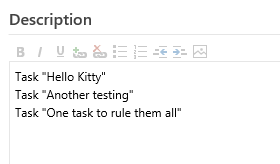 Description
B I U
Task "Hello Kitty"
Task "Another testing"
Task "One task to rule them all"